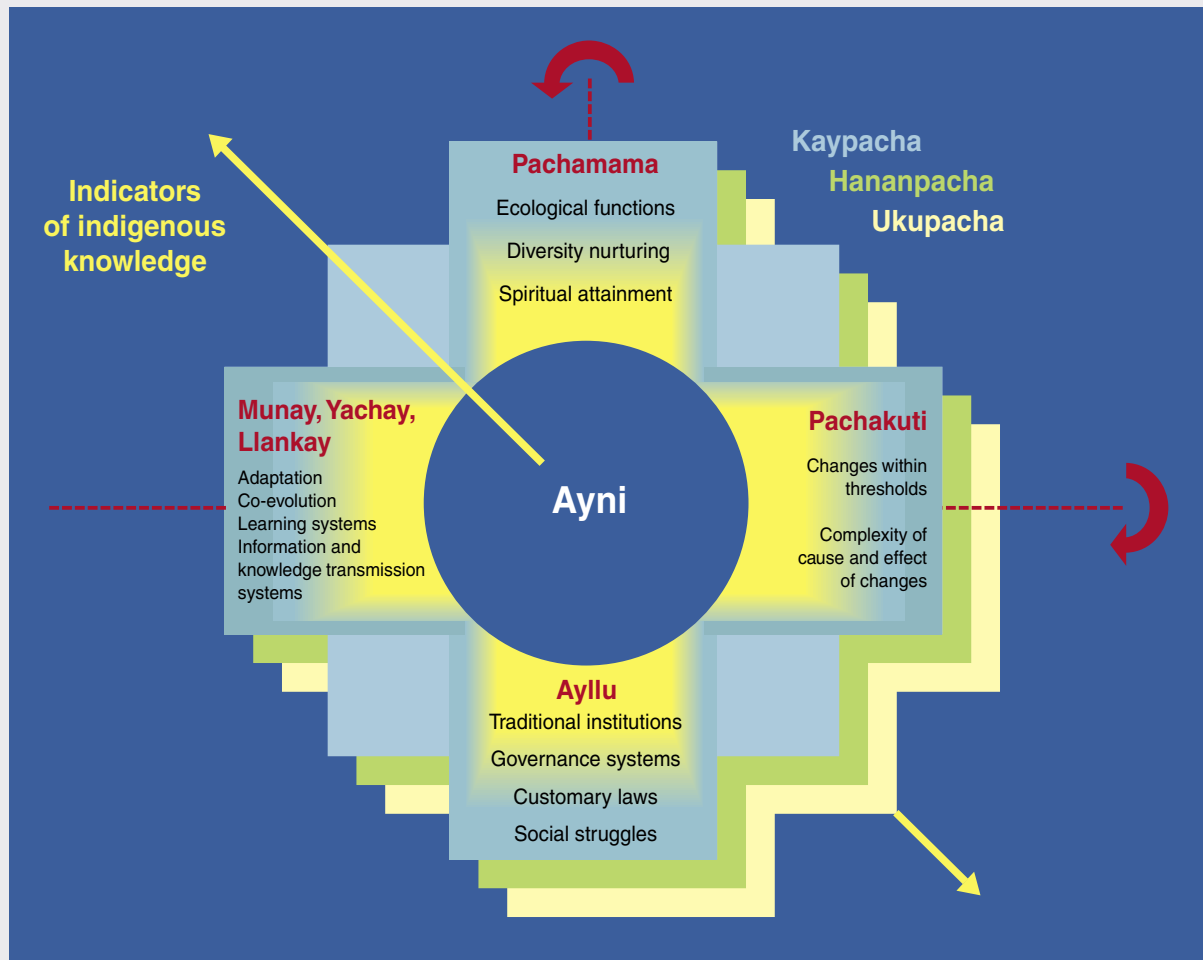 Kaypacha
Hananpacha
Ukupacha
Indicators
of indigenous
knowledge
Pachamama
Ecological functions
Diversity nurturing
Spiritual attainment
Munay, Yachay,
Llankay
Adaptation
Co-evolution
Learning systems
Information and
knowledge transmission
systems
Ayni
Pachakuti
Changes within
thresholds
Complexity of
cause and effect
of changes
Ayllu
Traditional institutions
Governance systems
Customary laws
Social struggles